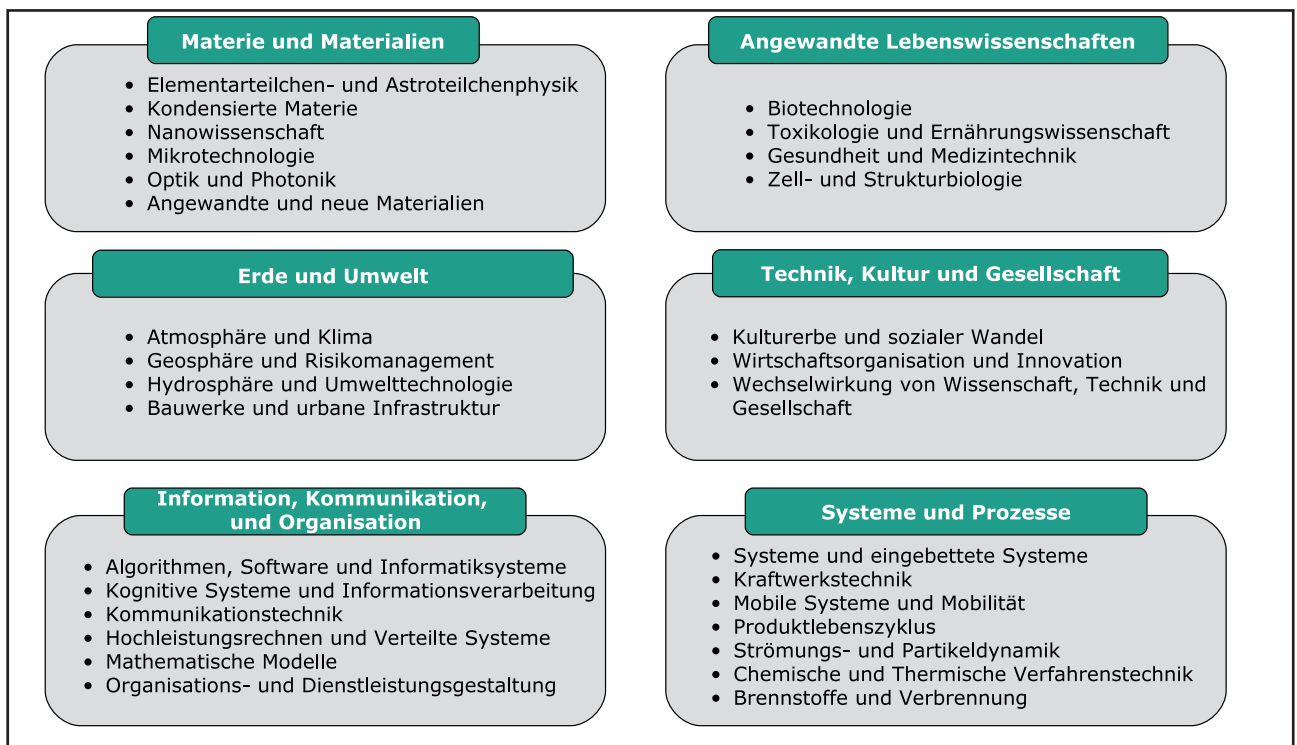 Materie und Materialien
• Elementarteilchen- und Astroteilchenphysik
• Kondensierte Materie
• Nanowissenschaft
• Mikrotechnologie
• Optik und Photonik
• Angewandte und neue Materialien
Angewandte Lebenswissenschaften
• Biotechnologie
• Toxikologie und Ernährungswissenschaft
• Gesundheit und Medizintechnik
• Zell- und Strukturbiologie
Erde und Umwelt
• Atmosphäre und Klima
• Geosphäre und Risikomanagement
• Hydrosphäre und Umwelttechnologie
• Bauwerke und urbane Infrastruktur
Technik, Kultur und Gesellschaft
• Kulturerbe und sozialer Wandel
• Wirtschaftsorganisation und Innovation
• Wechselwirkung von Wissenschaft, Technik und
Gesellschaft
Information, Kommunikation,
und Organisation
• Algorithmen, Software und Informatiksysteme
• Kognitive Systeme und Informationsverarbeitung
• Kommunikationstechnik
• Hochleistungsrechnen und Verteilte Systeme
• Mathematische Modelle
• Organisations- und Dienstleistungsgestaltung
Systeme und Prozesse
• Systeme und eingebettete Systeme
• Kraftwerkstechnik
• Mobile Systeme und Mobilität
• Produktlebenszyklus
• Strömungs- und Partikeldynamik
• Chemische und Thermische Verfahrenstechnik
• Brennstoffe und Verbrennung